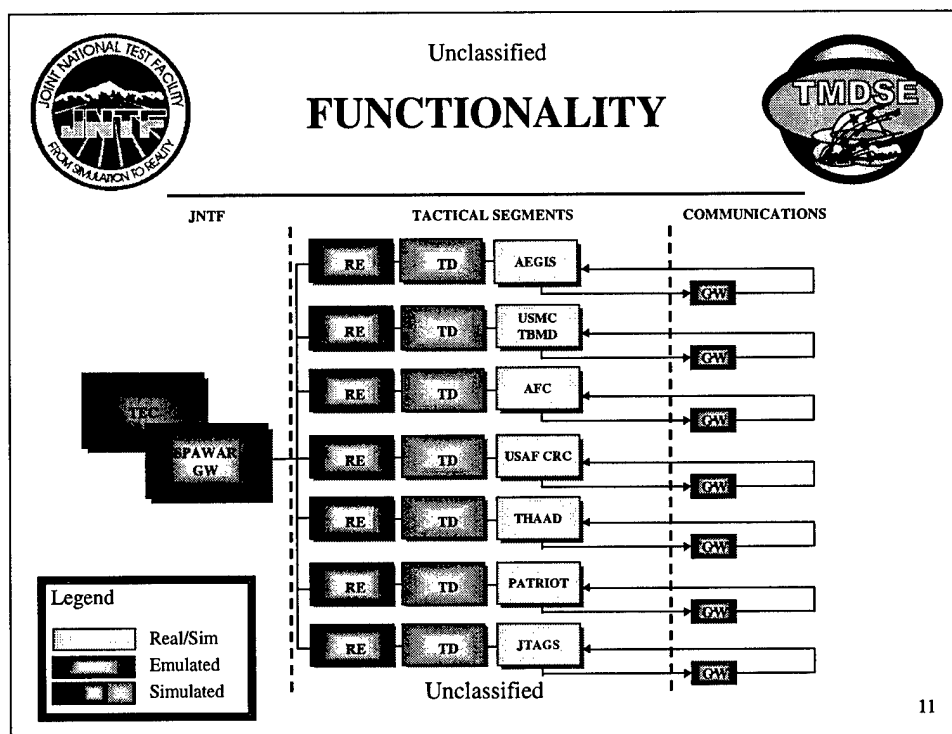 Unclassified
FUNCTIONALITY
JOINT NATIONAL TEST FACILITY
JNTF
FROM SIMULATION TO REALITY
TMDSE
JNTF
TACTICAL SEGMENTS
COMMUNICATIONS
RE TD AEGIS
GW
RE TD USMC TBMD
GW
RE TD AFC
GW
TEC
SPAWAR
GW
RE TD USAF CRC
GW
RE TD THAAD
GW
RE TD PATRIOT
GW
RE TD JTAGS
GW
Legend
Real/Sim
Emulated
Simulated
Unclassified
11